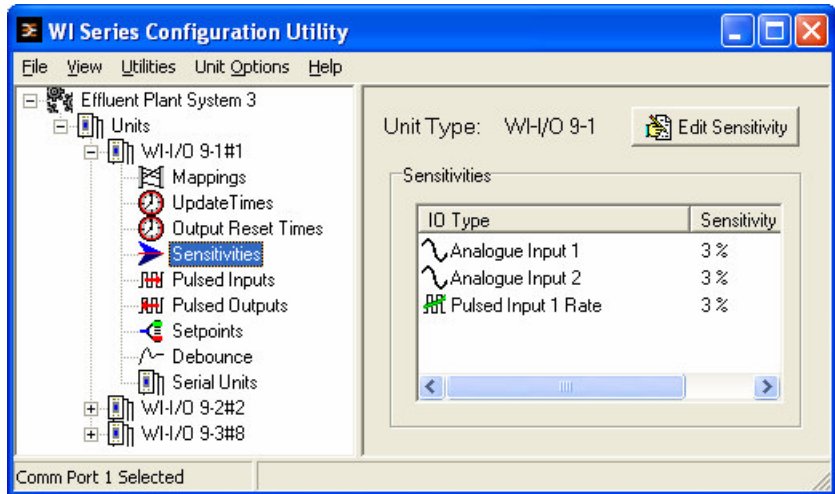 WI Series Configuration Utility
File View Utilities Unit Options Help
Effluent Plant System 3
Units
WI-I/O 9-1#1
Mappings
UpdateTimes
Output Reset Times
Sensitivities
Pulsed Inputs
Pulsed Outputs
Setpoints
Debounce
Serial Units
WI-I/O 9-2#2
WI-I/O 9-3#8
Unit Type: WI-I/O 9-1
Edit Sensitivity
Sensitivities
IO Type Sensitivity
Analogue Input 1 3 %
Analogue Input 2 3 %
Pulsed Input 1 Rate 3 %
Comm Port 1 Selected